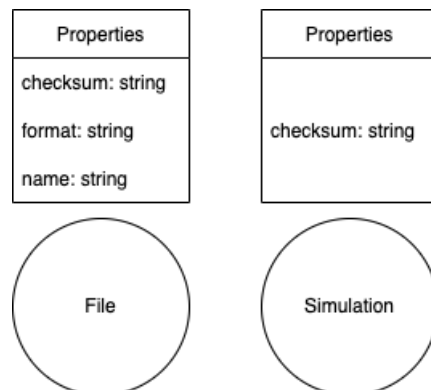 Properties
checksum: string
format: string
name: string
File
Properties
checksum: string
Simulation